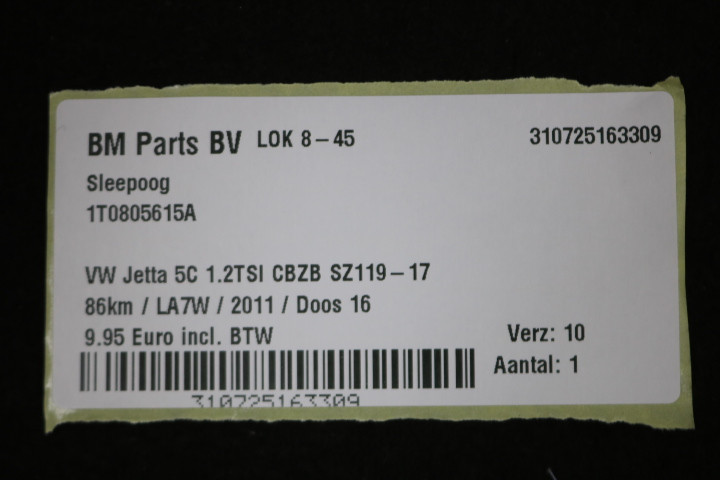 BM Parts BV LOK 8-45 310725163309
Sleepoog
1T0805615A
VW Jetta 5C 1.2TSI CBZB SZ119-17
86km / LA7W / 2011 / Doos 16
9.95 Euro incl. BTW Verz: 10
Aantal: 1
310725163309